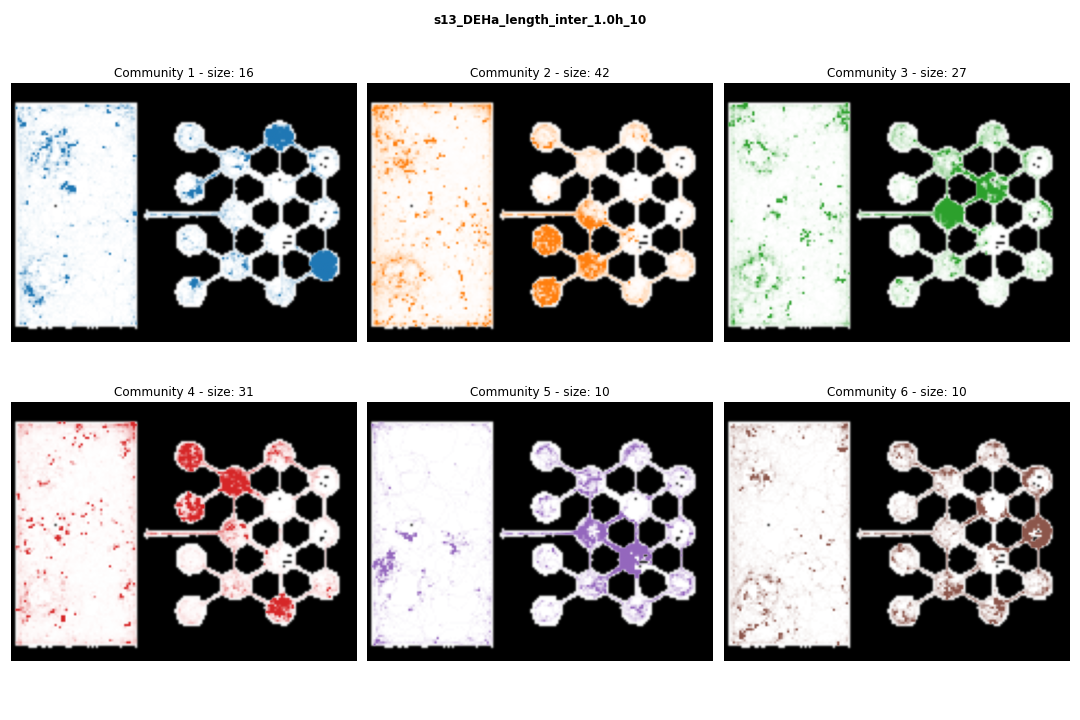 s13_DEHa_length_inter_1.0h_10
Community 1 - size: 16
Community 2 - size: 42
Community 3 - size: 27
Community 4 - size: 31
Community 5 - size: 10
Community 6 - size: 10